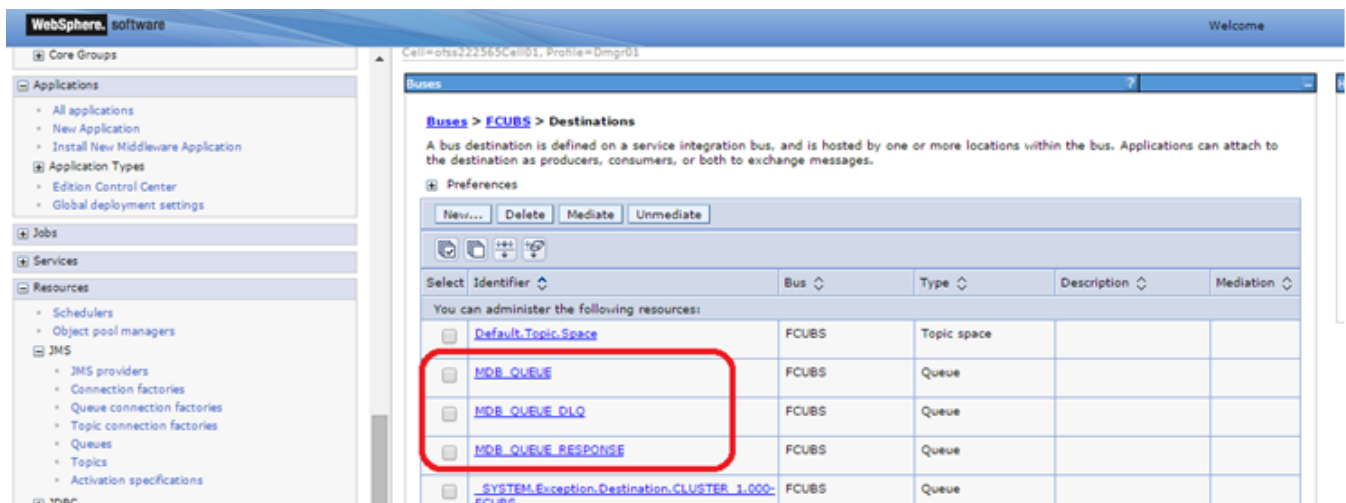 WebSphere. software
Welcome
Core Groups
Cell=ofss222565Cell01, Profile=Dmgr01
Applications
All applications
New Application
Install New Middleware Application
Application Types
Edition Control Center
Global deployment settings
Jobs
Services
Resources
Schedulers
Object pool managers
JMS
JMS providers
Connection factories
Queue connection factories
Topic connection factories
Queues
Topics
Activation specifications
JDBC
Buses ? –
Buses > FCUBS > Destinations
A bus destination is defined on a service integration bus, and is hosted by one or more locations within the bus. Applications can attach to
the destination as producers, consumers, or both to exchange messages.
Preferences
New... Delete Mediate Unmediate
Select Identifier Bus Type Description Mediation
You can administer the following resources:
Default.Topic.Space FCUBS Topic space
MDB_QUEUE FCUBS Queue
MDB_QUEUE_DLQ FCUBS Queue
MDB_QUEUE_RESPONSE FCUBS Queue
_SYSTEM.Exception.Destination.CLUSTER_1.000- FCUBS Queue
FCUBS